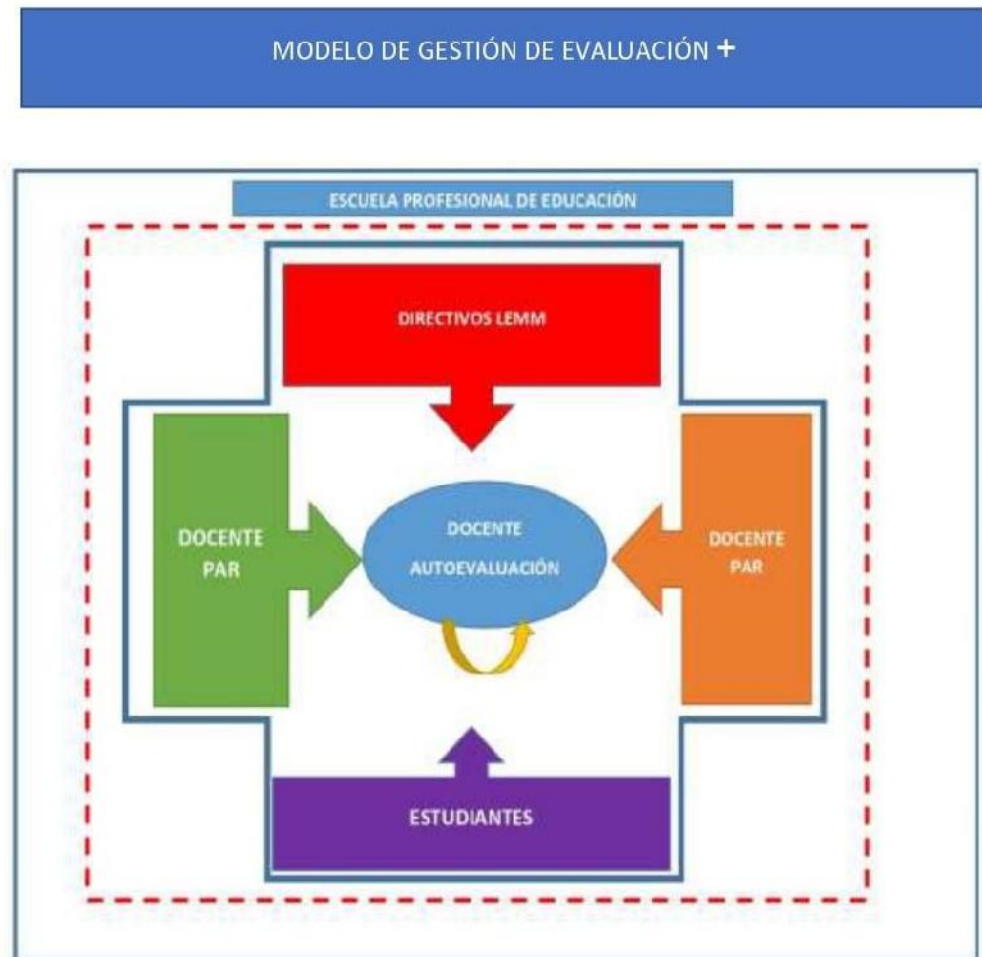 MODELO DE GESTIÓN DE EVALUACIÓN +
ESCUELA PROFESIONAL DE EDUCACIÓN
DIRECTIVOS LEMM
DOCENTE
PAR
DOCENTE
AUTOEVALUACIÓN
DOCENTE
PAR
ESTUDIANTES